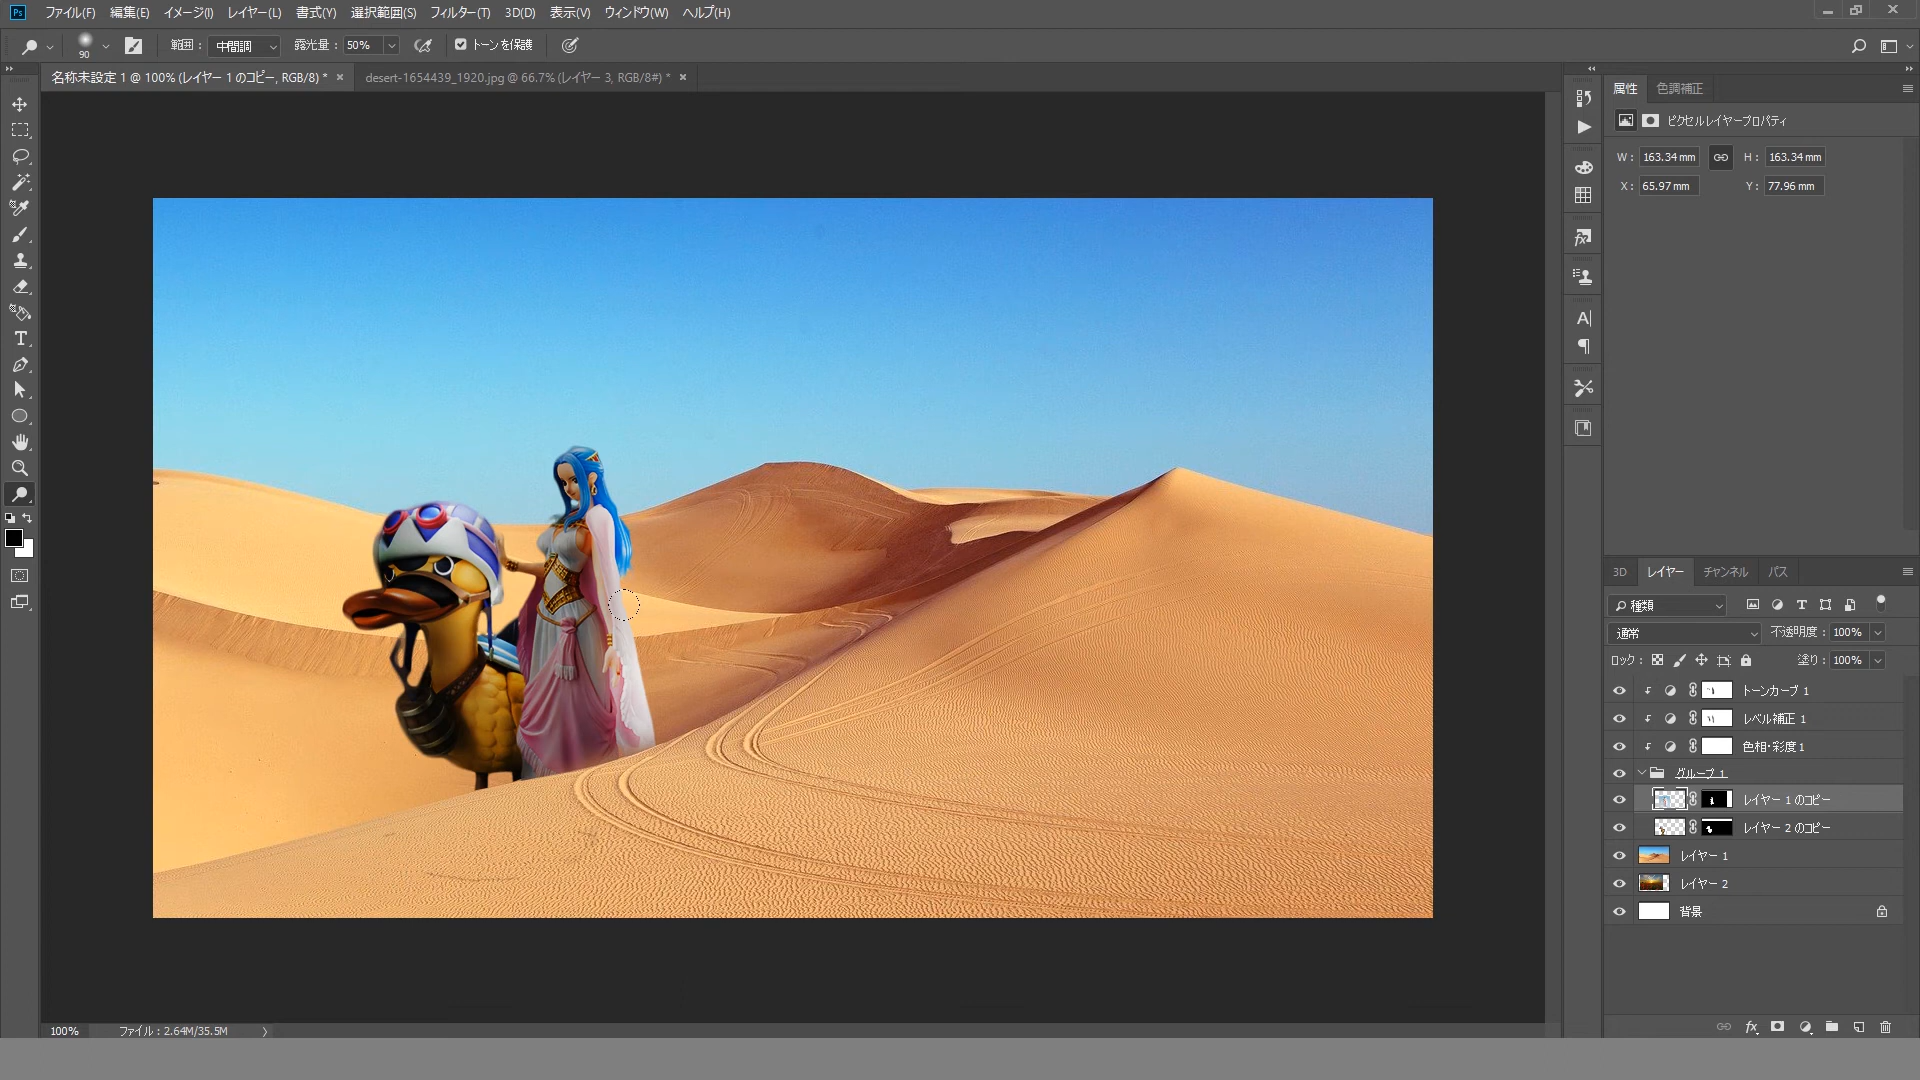 Ps ファイル(F) 編集(E) イメージ(I) レイヤー(L) 書式(Y) 選択範囲(S) フィルター(T) 3D(D) 表示(V) ウィンドウ(W) ヘルプ(H)
90 範囲： 中間調 露光量： 50% トーンを保護
名称未設定 1 @ 100% (レイヤー 1 のコピー, RGB/8) * × desert-1654439_1920.jpg @ 66.7% (レイヤー 3, RGB/8#) * ×
属性 色調補正
ピクセルレイヤープロパティ
W： 163.34 mm H： 163.34 mm
X： 65.97 mm Y： 77.96 mm
3D レイヤー チャンネル パス
種類
通常 不透明度： 100%
ロック： 塗り： 100%
トーンカーブ 1
レベル補正 1
色相・彩度 1
グループ 1
レイヤー 1 のコピー
レイヤー 2 のコピー
レイヤー 1
レイヤー 2
背景
100% ファイル：2.64M/35.5M